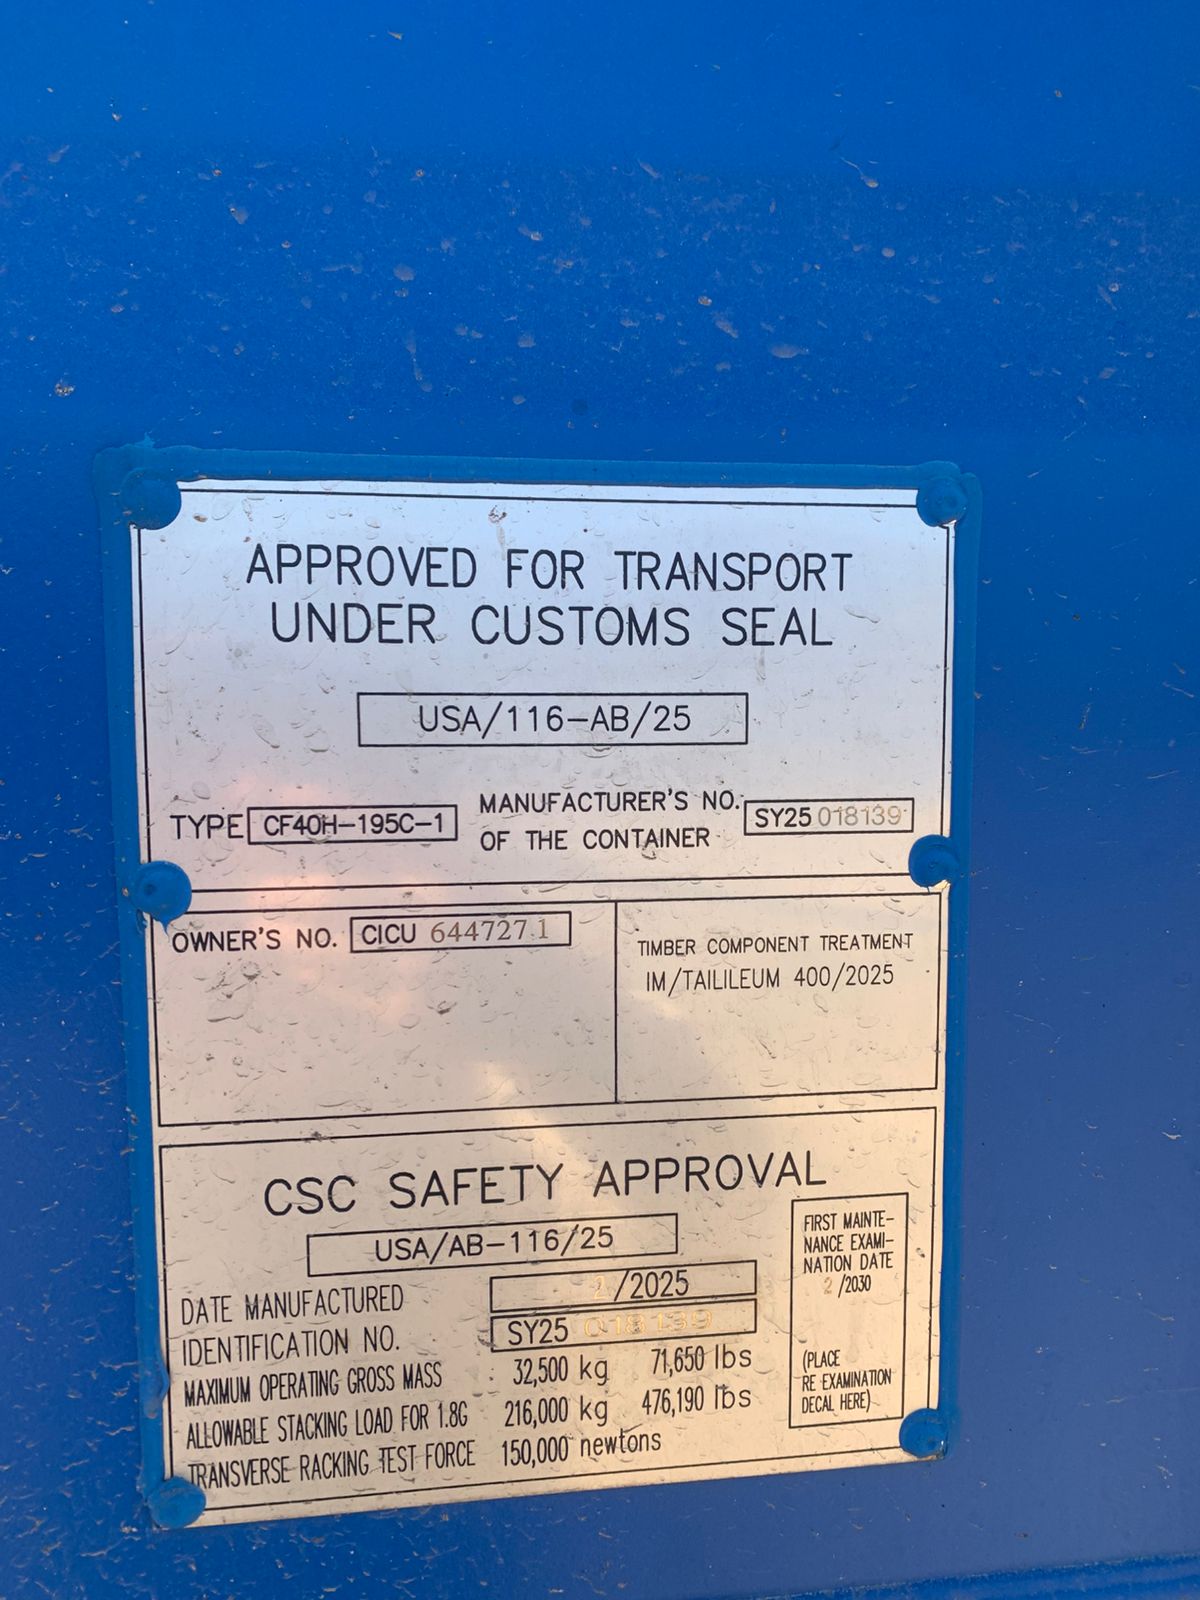 APPROVED FOR TRANSPORT
UNDER CUSTOMS SEAL
USA/116-AB/25
TYPE CF40H-195C-1
MANUFACTURER'S NO.
OF THE CONTAINER
SY25 018139
OWNER'S NO. CICU 644727 1
TIMBER COMPONENT TREATMENT
IM/TAILILEUM 400/2025
CSC SAFETY APPROVAL
USA/AB-116/25
DATE MANUFACTURED 2/2025
IDENTIFICATION NO. SY25 018139
MAXIMUM OPERATING GROSS MASS : 32,500 kg 71,650 lbs
ALLOWABLE STACKING LOAD FOR 1.8G 216,000 kg 476,190 lbs
TRANSVERSE RACKING TEST FORCE 150,000 newtons
FIRST MAINTE-
NANCE EXAMI-
NATION DATE
2 /2030
(PLACE
RE EXAMINATION
DECAL HERE)